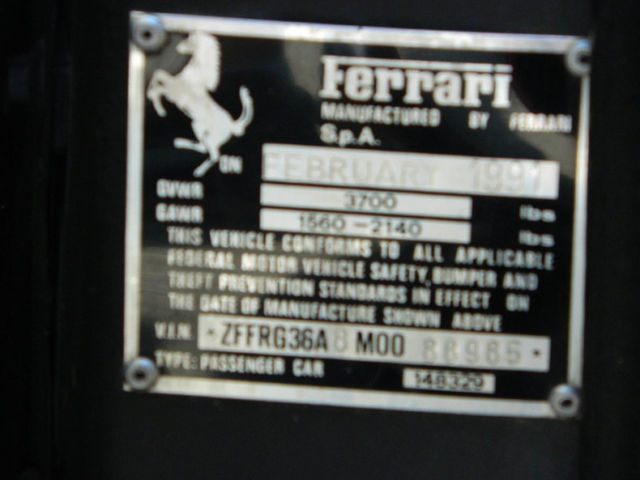 Ferrari
MANUFACTURED BY FERRARI
S.p.A.
ON FEBRUARY 1991
GVWR 3700 lbs
GAWR 1560-2140 lbs
THIS VEHICLE CONFORMS TO ALL APPLICABLE
FEDERAL MOTOR VEHICLE SAFETY, BUMPER AND
THEFT PREVENTION STANDARDS IN EFFECT ON
THE DATE OF MANUFACTURE SHOWN ABOVE
V.I.N. *ZFFRG36A8M00
TYPE: PASSENGER CAR 148329